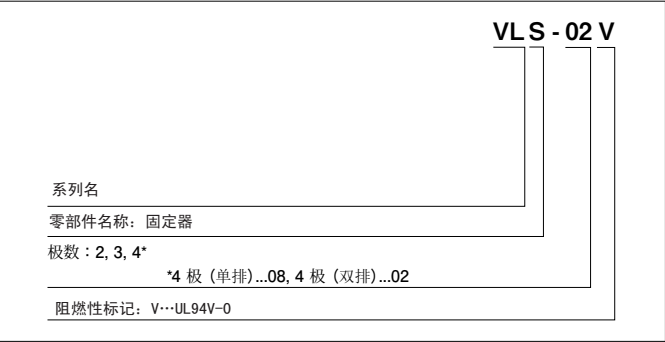 VLS-02V
系列名
零部件名称：固定器
极数：2, 3, 4*
*4 极 (单排)...08, 4 极 (双排)...02
阻燃性标记：V…UL94V-0